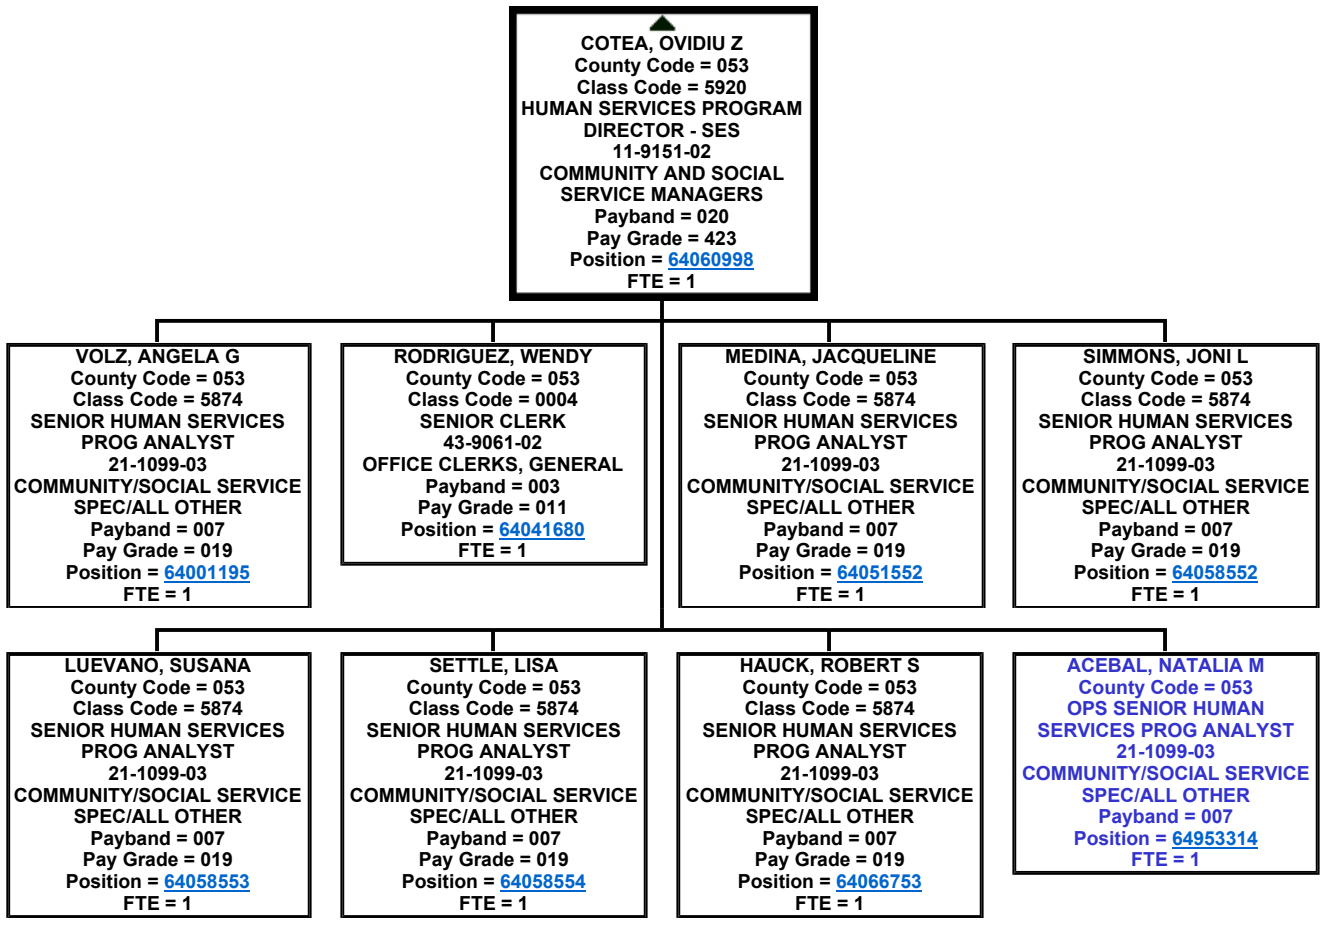 COTEA, OVIDIU Z
County Code = 053
Class Code = 5920
HUMAN SERVICES PROGRAM
DIRECTOR - SES
11-9151-02
COMMUNITY AND SOCIAL
SERVICE MANAGERS
Payband = 020
Pay Grade = 423
Position = 64060998
FTE = 1
VOLZ, ANGELA G
County Code = 053
Class Code = 5874
SENIOR HUMAN SERVICES
PROG ANALYST
21-1099-03
COMMUNITY/SOCIAL SERVICE
SPEC/ALL OTHER
Payband = 007
Pay Grade = 019
Position = 64001195
FTE = 1
RODRIGUEZ, WENDY
County Code = 053
Class Code = 0004
SENIOR CLERK
43-9061-02
OFFICE CLERKS, GENERAL
Payband = 003
Pay Grade = 011
Position = 64041680
FTE = 1
MEDINA, JACQUELINE
County Code = 053
Class Code = 5874
SENIOR HUMAN SERVICES
PROG ANALYST
21-1099-03
COMMUNITY/SOCIAL SERVICE
SPEC/ALL OTHER
Payband = 007
Pay Grade = 019
Position = 64051552
FTE = 1
SIMMONS, JONI L
County Code = 053
Class Code = 5874
SENIOR HUMAN SERVICES
PROG ANALYST
21-1099-03
COMMUNITY/SOCIAL SERVICE
SPEC/ALL OTHER
Payband = 007
Pay Grade = 019
Position = 64058552
FTE = 1
LUEVANO, SUSANA
County Code = 053
Class Code = 5874
SENIOR HUMAN SERVICES
PROG ANALYST
21-1099-03
COMMUNITY/SOCIAL SERVICE
SPEC/ALL OTHER
Payband = 007
Pay Grade = 019
Position = 64058553
FTE = 1
SETTLE, LISA
County Code = 053
Class Code = 5874
SENIOR HUMAN SERVICES
PROG ANALYST
21-1099-03
COMMUNITY/SOCIAL SERVICE
SPEC/ALL OTHER
Payband = 007
Pay Grade = 019
Position = 64058554
FTE = 1
HAUCK, ROBERT S
County Code = 053
Class Code = 5874
SENIOR HUMAN SERVICES
PROG ANALYST
21-1099-03
COMMUNITY/SOCIAL SERVICE
SPEC/ALL OTHER
Payband = 007
Pay Grade = 019
Position = 64066753
FTE = 1
ACEBAL, NATALIA M
County Code = 053
OPS SENIOR HUMAN
SERVICES PROG ANALYST
21-1099-03
COMMUNITY/SOCIAL SERVICE
SPEC/ALL OTHER
Payband = 007
Position = 64953314
FTE = 1